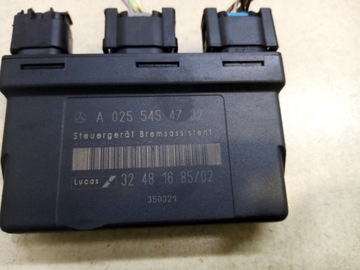 A 025 545 47 32
Steuergerät Bremsassistent
Lucas 32 48 16 85/02
350321